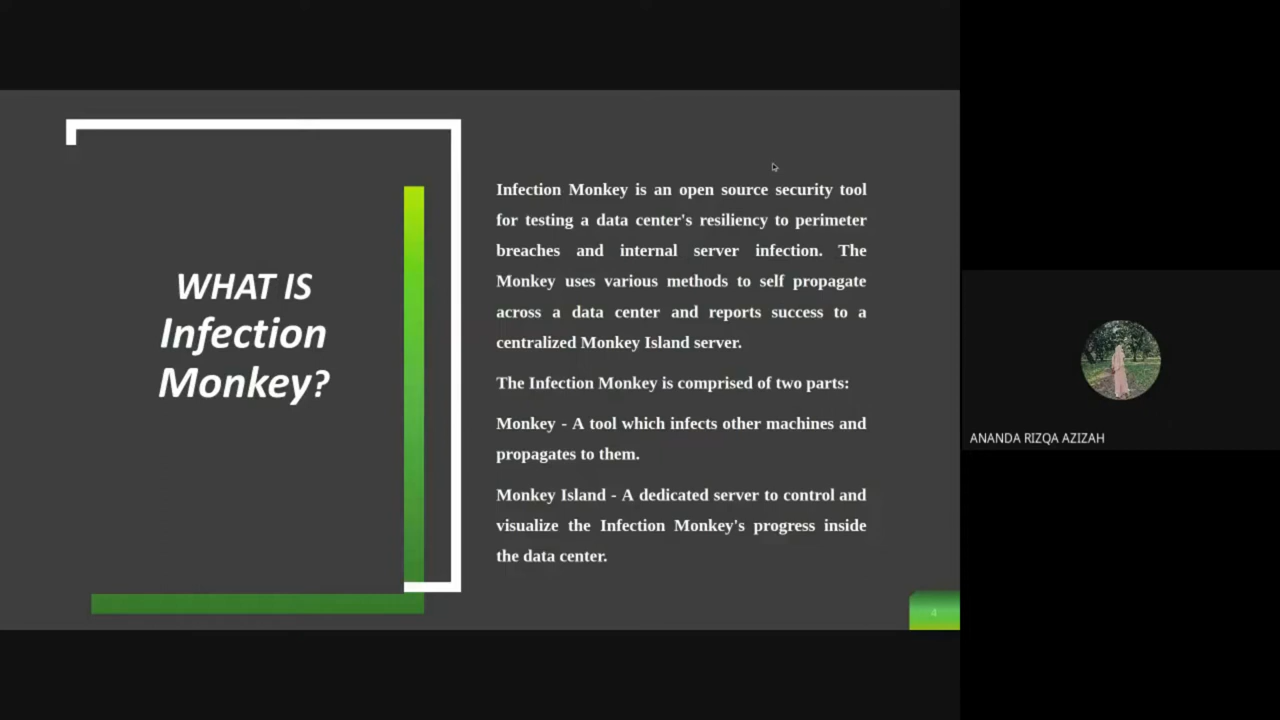 WHAT IS
Infection
Monkey?
Infection Monkey is an open source security tool
for testing a data center's resiliency to perimeter
breaches and internal server infection. The
Monkey uses various methods to self propagate
across a data center and reports success to a
centralized Monkey Island server.
The Infection Monkey is comprised of two parts:
Monkey - A tool which infects other machines and
propagates to them.
Monkey Island - A dedicated server to control and
visualize the Infection Monkey's progress inside
the data center.
4
ANANDA RIZQA AZIZAH